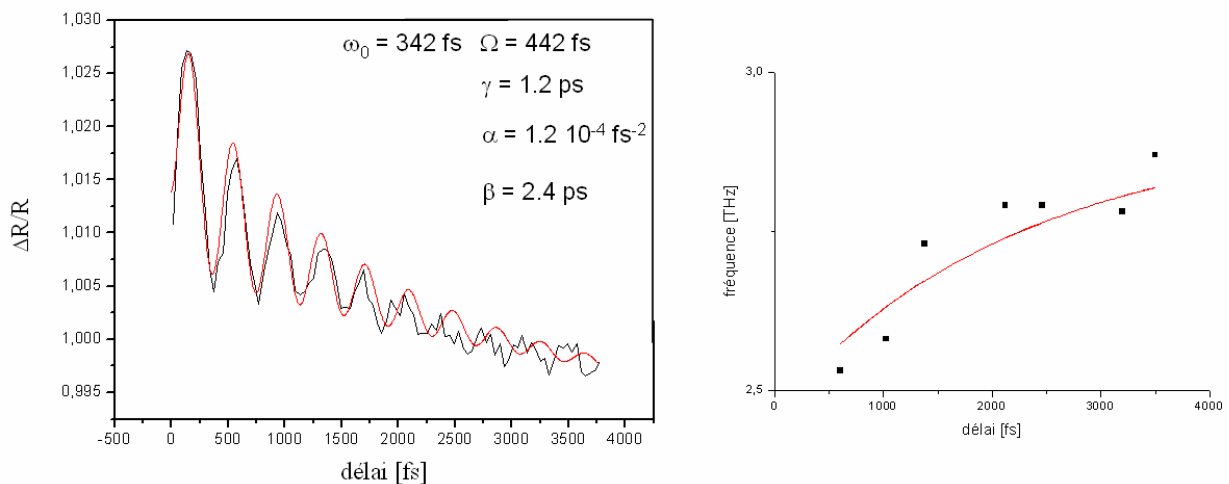 1,030
1,025
1,020
1,015
1,010
1,005
1,000
0,995
ΔR/R
ω₀ = 342 fs Ω = 442 fs
γ = 1.2 ps
α = 1.2 10⁻⁴ fs⁻²
β = 2.4 ps
-500 0 500 1000 1500 2000 2500 3000 3500 4000
délai [fs]
3,0
2,5
fréquence [THz]
0 1000 2000 3000 4000
délai [fs]